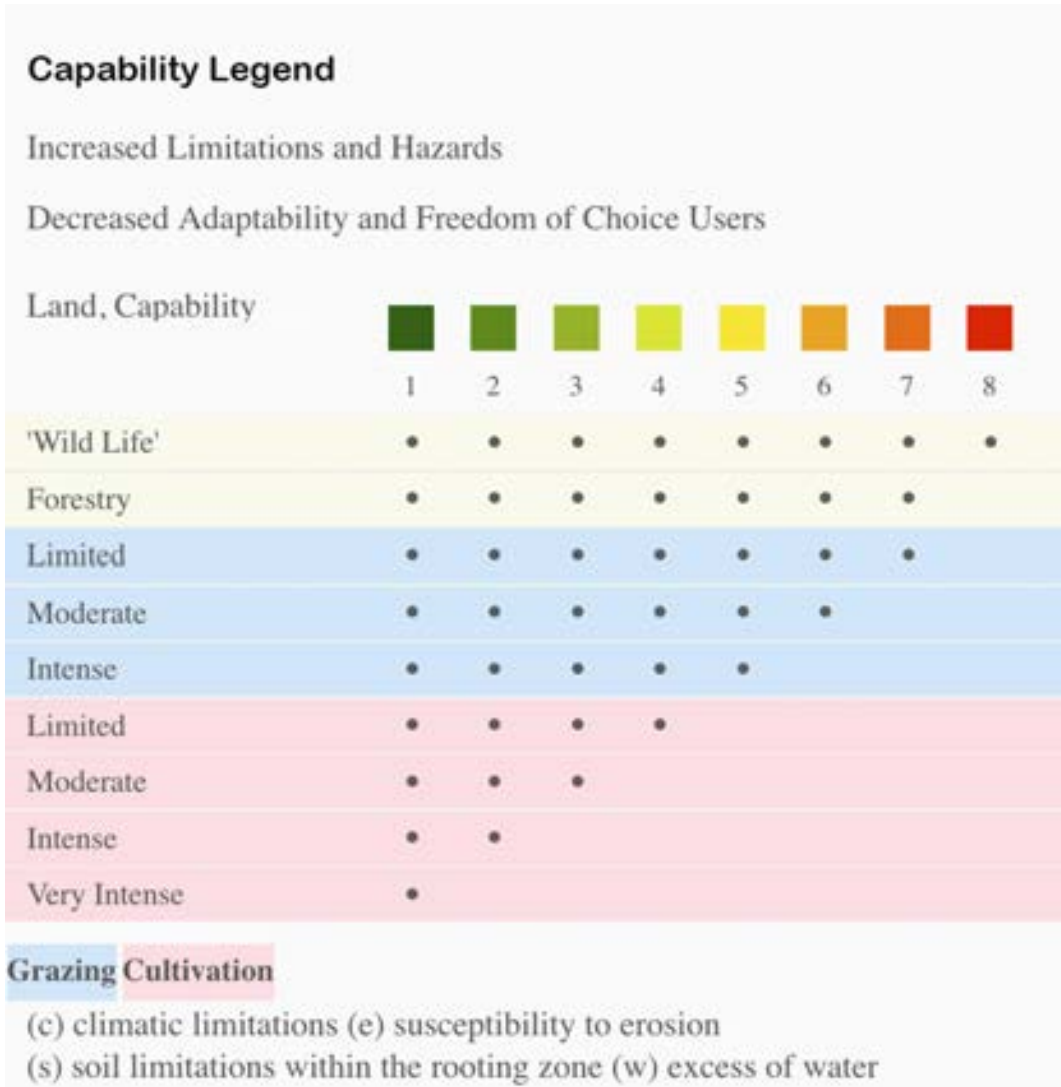 Capability Legend
Increased Limitations and Hazards
Decreased Adaptability and Freedom of Choice Users
Land, Capability
1 2 3 4 5 6 7 8
'Wild Life' • • • • • • • •
Forestry • • • • • • •
Limited • • • • • • •
Moderate • • • • • •
Intense • • • • •
Limited • • • •
Moderate • • •
Intense • •
Very Intense •
Grazing Cultivation
(c) climatic limitations (e) susceptibility to erosion
(s) soil limitations within the rooting zone (w) excess of water